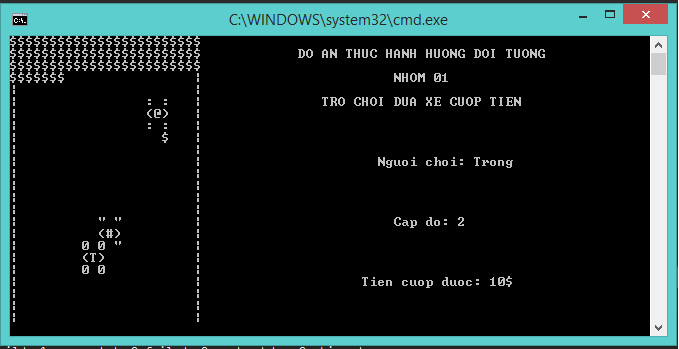 C:\WINDOWS\system32\cmd.exe
$$$$$$$$$$$$$$$$$$$$$$$$
$$$$$$$$$$$$$$$$$$$$$$$$ DO AN THUC HANH HUONG DOI TUONG
$$$$$$$$$$$$$$$$$$$$$$$$
$$$$$$$ NHOM 01
: :
(@) TRO CHOI DUA XE CUOP TIEN
: :
$
Nguoi choi: Trong
" "
(#) Cap do: 2
0 0 "
(T)
0 0
Tien cuop duoc: 10$